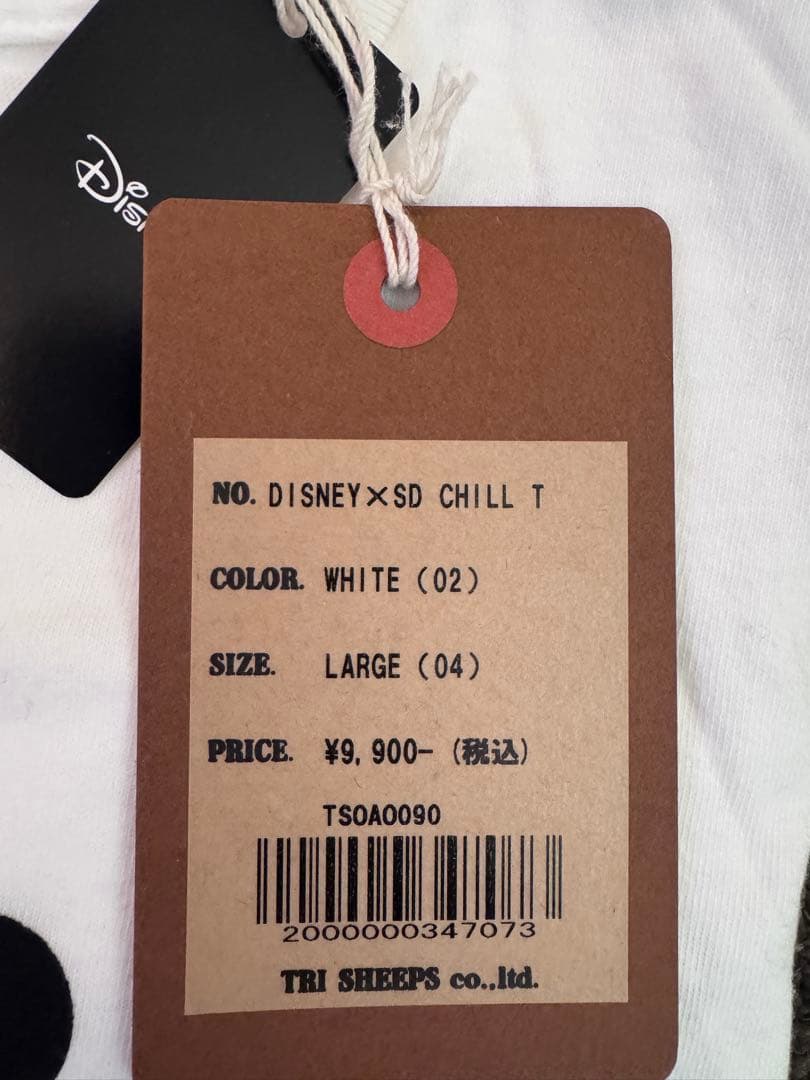 NO. DISNEY×SD CHILL T
COLOR. WHITE (02)
SIZE. LARGE (04)
PRICE. ¥9,900- (税込)
TSOA0090
2000000347073
TRI SHEEPS co.,ltd.